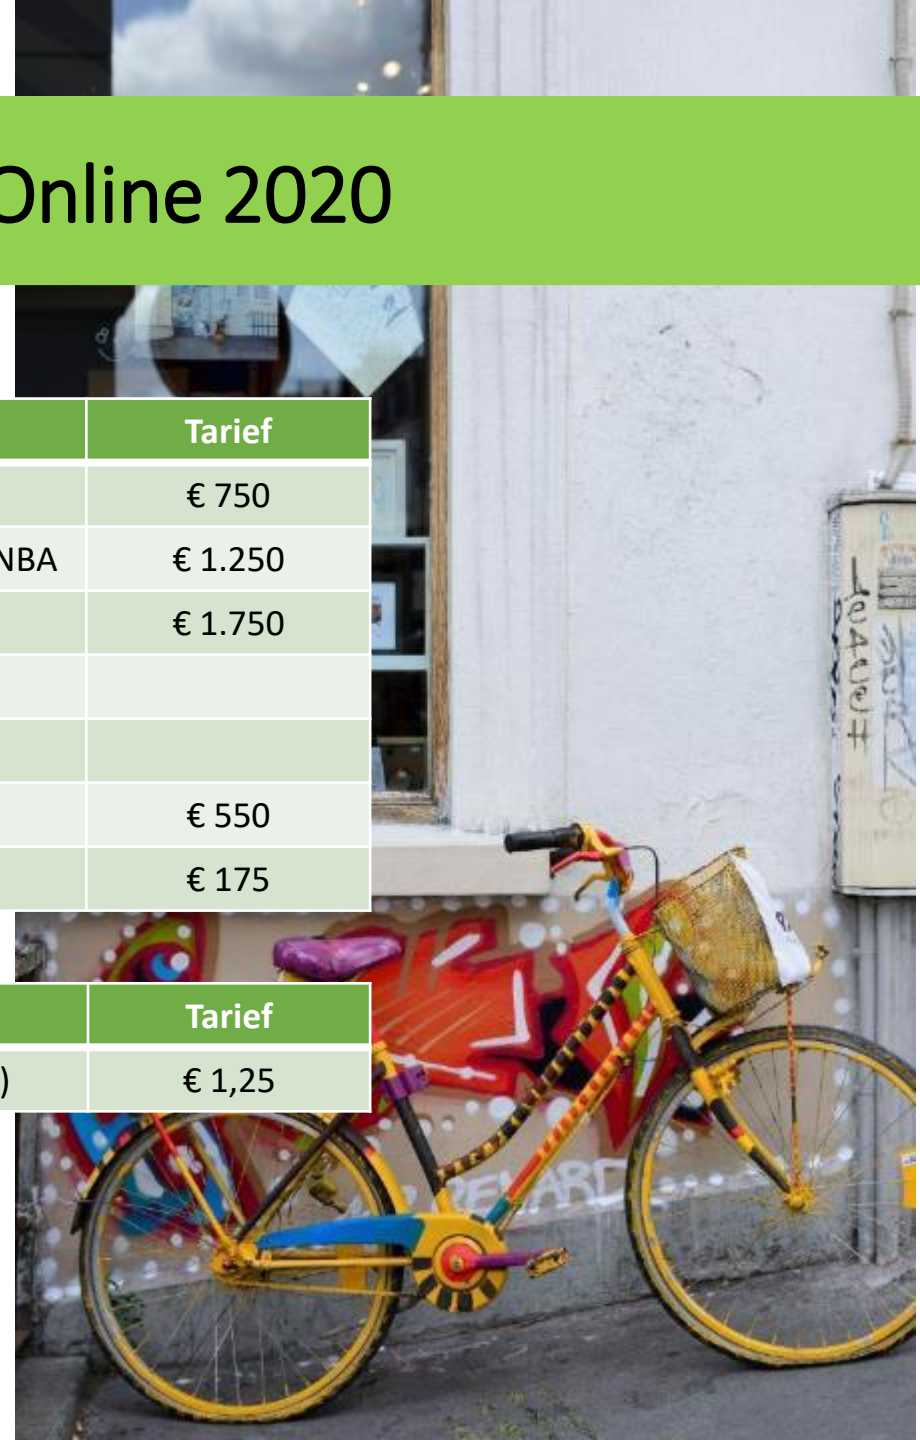 Online 2020
Tarief
€ 750
NBA € 1.250
€ 1.750
€ 550
€ 175
Tarief
) € 1,25